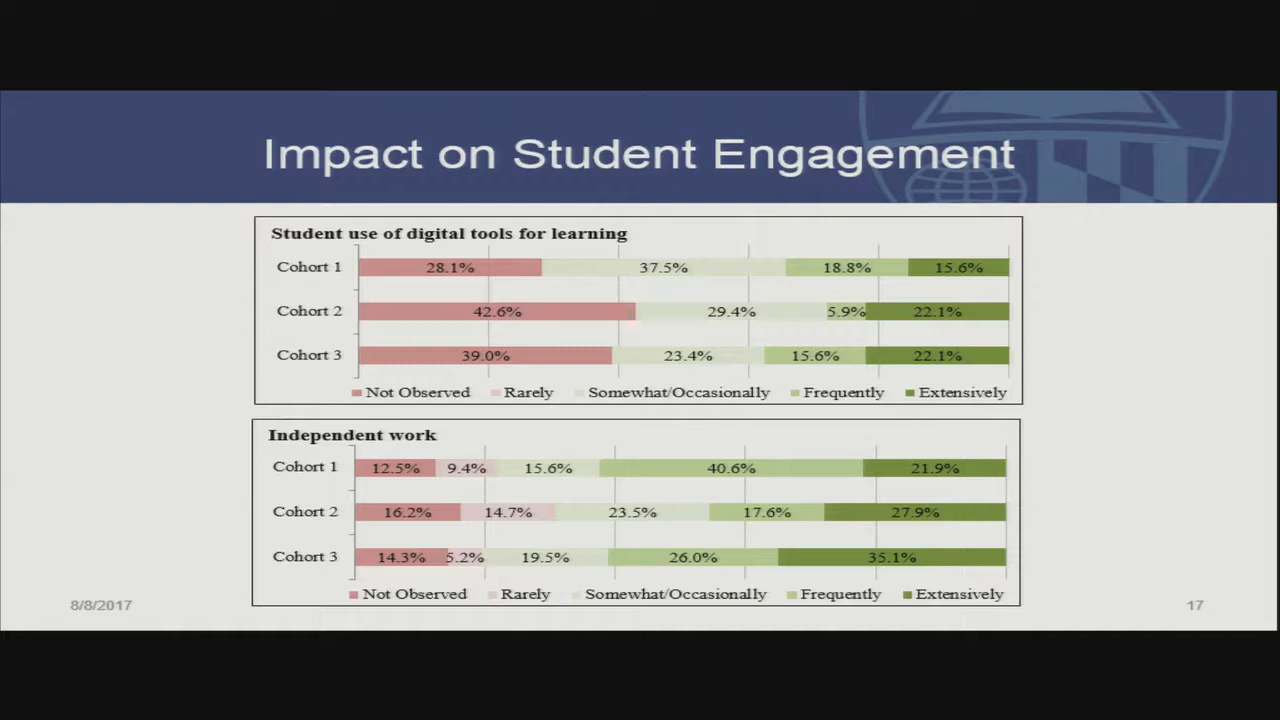 Impact on Student Engagement
Student use of digital tools for learning
Cohort 1 28.1% 37.5% 18.8% 15.6%
Cohort 2 42.6% 29.4% 5.9% 22.1%
Cohort 3 39.0% 23.4% 15.6% 22.1%
Not Observed Rarely Somewhat/Occasionally Frequently Extensively
Independent work
Cohort 1 12.5% 9.4% 15.6% 40.6% 21.9%
Cohort 2 16.2% 14.7% 23.5% 17.6% 27.9%
Cohort 3 14.3% 5.2% 19.5% 26.0% 35.1%
Not Observed Rarely Somewhat/Occasionally Frequently Extensively
8/8/2017 17